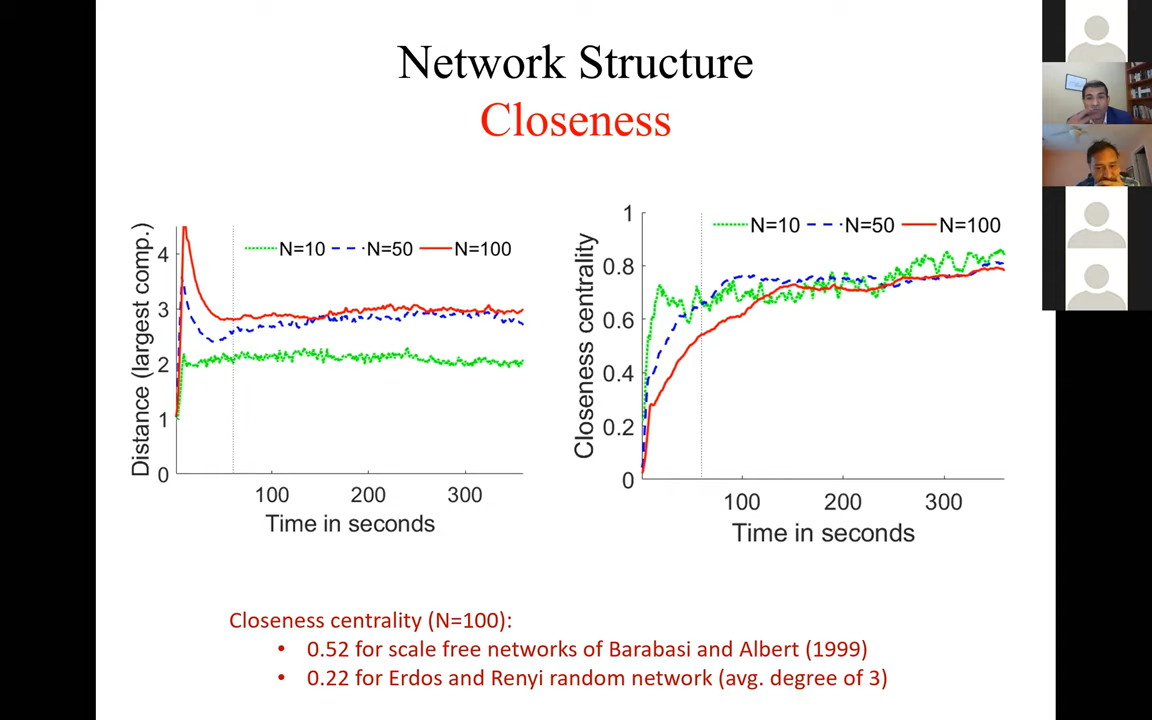 Network Structure
Closeness
N=10 N=50 N=100
Distance (largest comp.)
4
3
2
1
0
100 200 300
Time in seconds
N=10 N=50 N=100
Closeness centrality
1
0.8
0.6
0.4
0.2
0
100 200 300
Time in seconds
Closeness centrality (N=100):
• 0.52 for scale free networks of Barabasi and Albert (1999)
• 0.22 for Erdos and Renyi random network (avg. degree of 3)